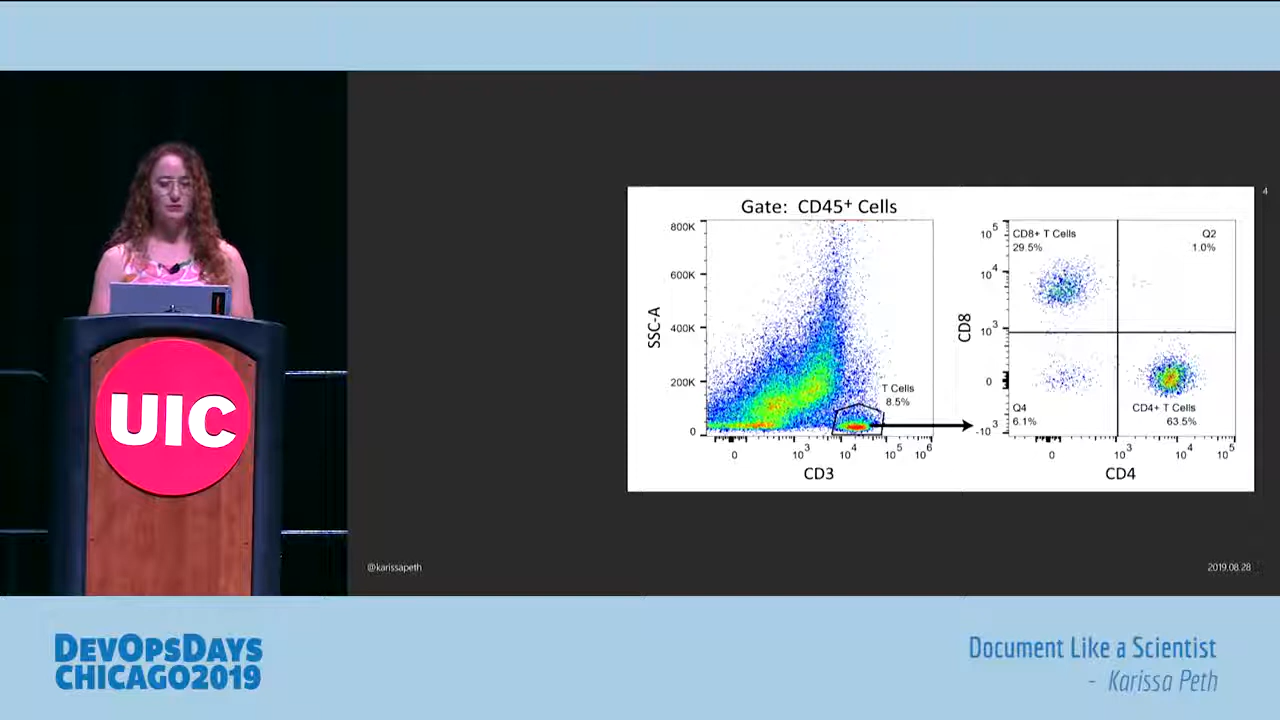 UIC
4
Gate: CD45⁺ Cells
800K
600K
400K
200K
0
SSC-A
T Cells
8.5%
0
10³
10⁴
10⁵
10⁶
CD3
CD8+ T Cells
29.5%
Q2
1.0%
10⁵
10⁴
10³
0
-10³
CD8
Q4
6.1%
CD4+ T Cells
63.5%
0
10³
10⁴
10⁵
CD4
@karissapeth
2019.08.28
DevOpsDays
Chicago2019
Document Like a Scientist
- Karissa Peth